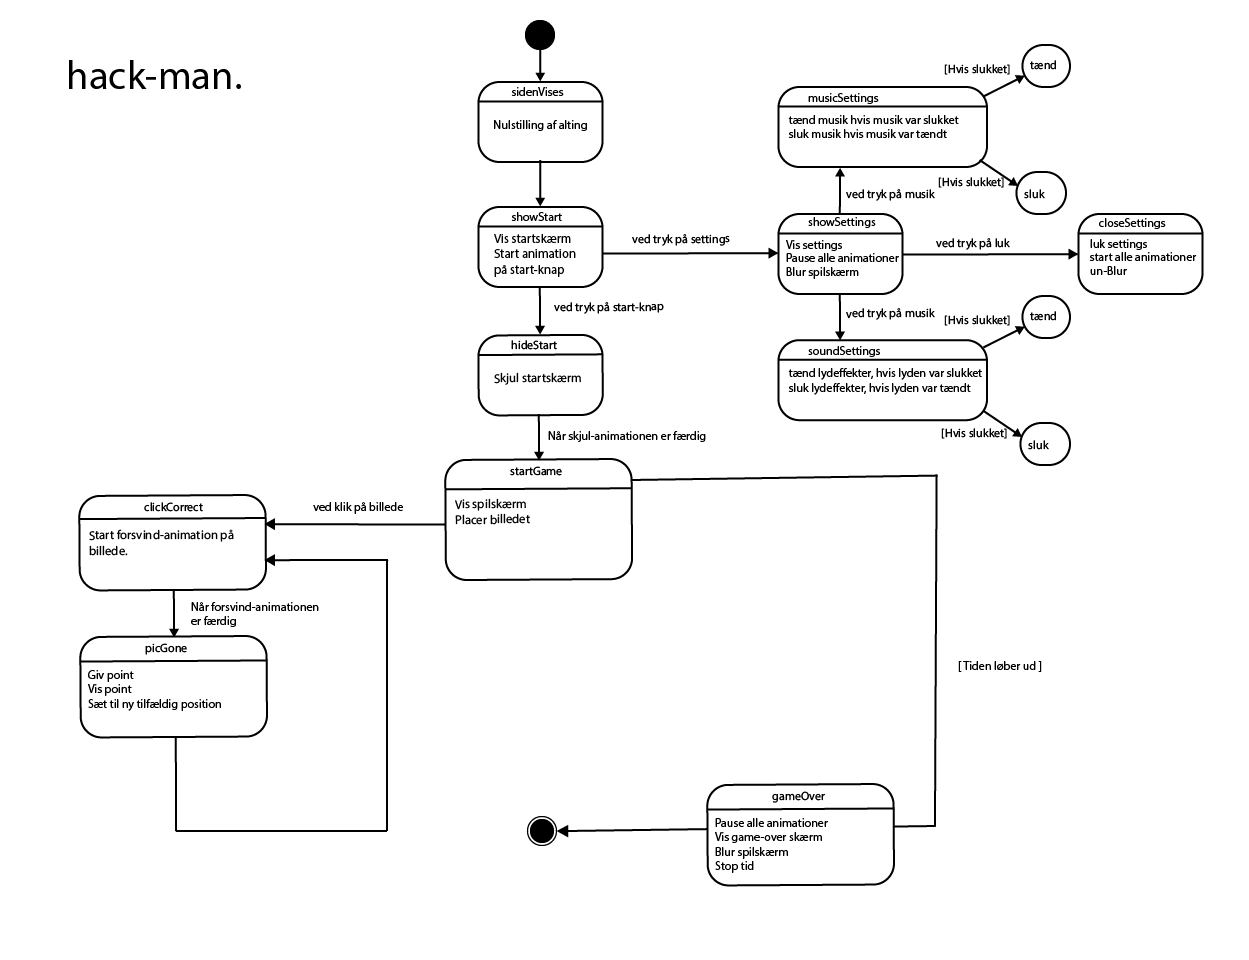 hack-man.
sidenVises
Nulstilling af alting
showStart
Vis startskærm
Start animation
på start-knap
ved tryk på settings
ved tryk på start-knap
hideStart
Skjul startskærm
Når skjul-animationen er færdig
startGame
Vis spilskærm
Placer billedet
musicSettings
tænd musik hvis musik var slukket
sluk musik hvis musik var tændt
[Hvis slukket]
tænd
[Hvis slukket]
sluk
ved tryk på musik
showSettings
Vis settings
Pause alle animationer
Blur spilskærm
ved tryk på luk
closeSettings
luk settings
start alle animationer
un-Blur
ved tryk på musik
soundSettings
tænd lydeffekter, hvis lyden var slukket
sluk lydeffekter, hvis lyden var tændt
[Hvis slukket]
tænd
[Hvis slukket]
sluk
ved klik på billede
clickCorrect
Start forsvind-animation på
billede.
Når forsvind-animationen
er færdig
picGone
Giv point
Vis point
Sæt til ny tilfældig position
[ Tiden løber ud ]
gameOver
Pause alle animationer
Vis game-over skærm
Blur spilskærm
Stop tid